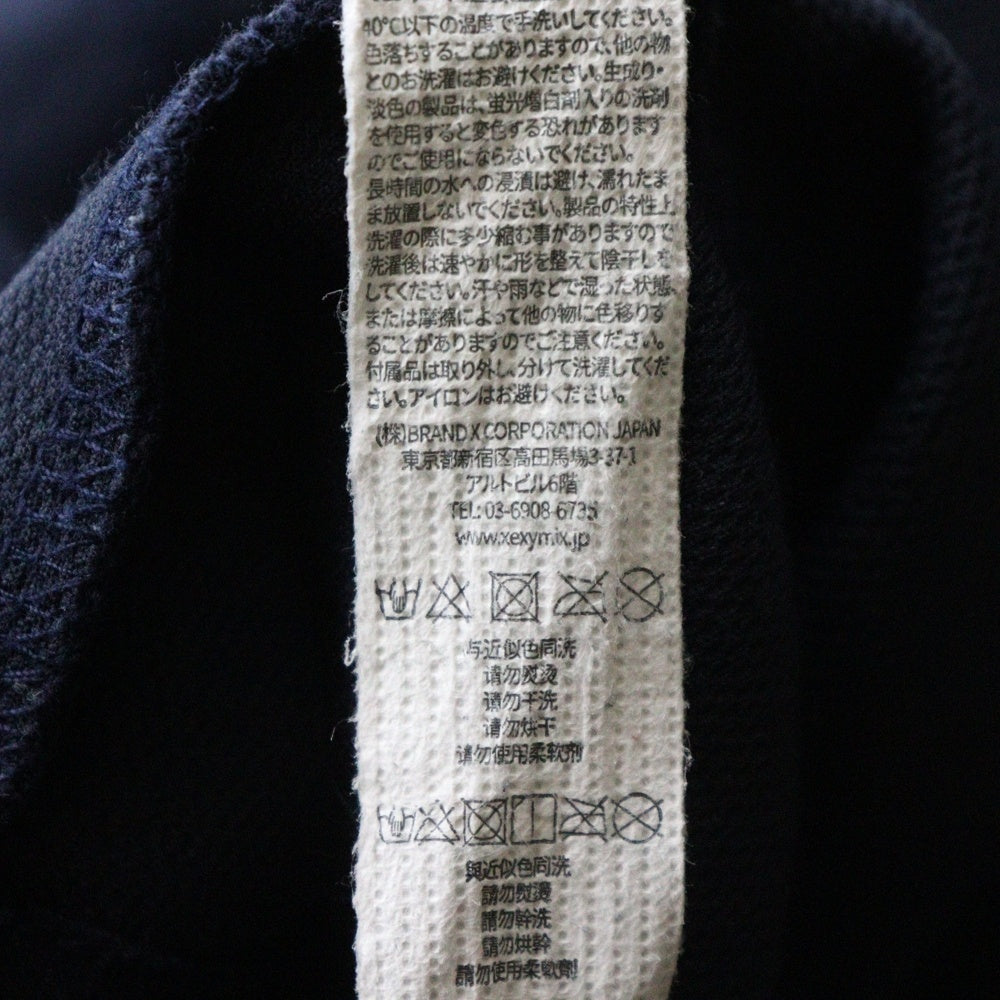 40℃以下の温度で手洗いしてください。
色落ちすることがありますので、他の物
とのお洗濯はお避けください。生成り・
淡色の製品は、蛍光増白剤入りの洗剤
を使用すると変色する恐れがあります
のでご使用にならないでください。
長時間の水への浸漬は避け、濡れたま
ま放置しないでください。製品の特性上
洗濯の際に多少縮む事がありますので
洗濯後は速やかに形を整えて陰干しを
してください。汗や雨などで湿った状態、
または摩擦によって他の物に色移りす
ることがありますのでご注意ください。
付属品は取り外し、分けて洗濯してくだ
さい。アイロンはお避けください。
(株)BRAND X CORPORATION JAPAN
東京都新宿区高田馬場3-37-1
アルトビル6階
TEL: 03-6908-6735
www.xexymix.jp
与近似色同洗
请勿熨烫
请勿干洗
请勿烘干
请勿使用柔软剂
與近似色同洗
請勿熨燙
請勿幹洗
請勿烘幹
請勿使用柔軟劑